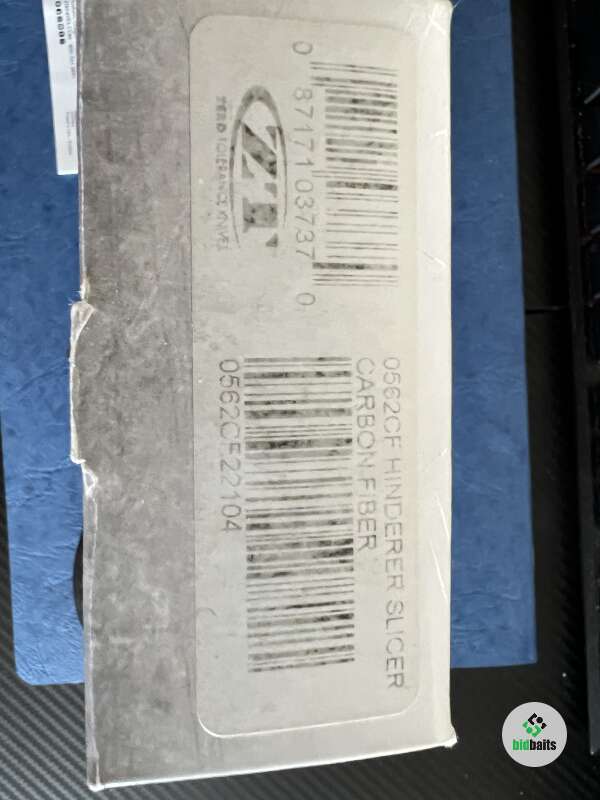 0562CF HINDERER SLICER
CARBON FIBER
0562CF22104
0 87171 03737 0
ZT
ZERO TOLERANCE KNIVES
bidbaits